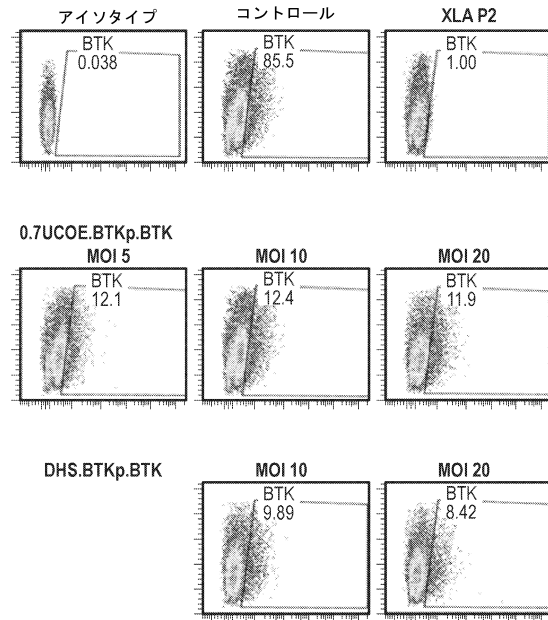 アイソタイプ
コントロール
XLA P2
BTK
0.038
BTK
85.5
BTK
1.00
0.7UCOE.BTKp.BTK
MOI 5
MOI 10
MOI 20
BTK
12.1
BTK
12.4
BTK
11.9
DHS.BTKp.BTK
MOI 10
MOI 20
BTK
9.89
BTK
8.42